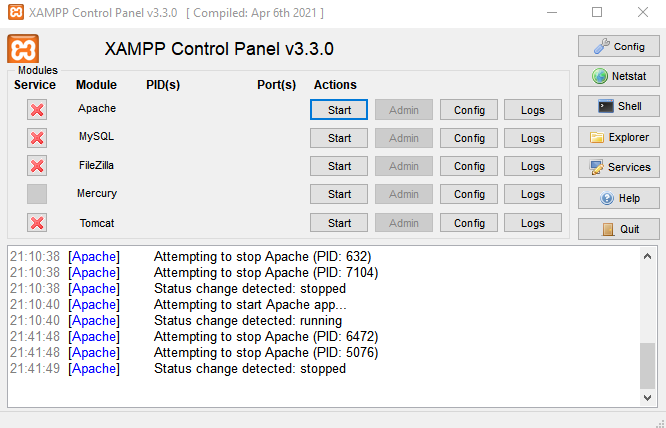 XAMPP Control Panel v3.3.0 [ Compiled: Apr 6th 2021 ]
XAMPP Control Panel v3.3.0
Config
Modules
Service Module PID(s) Port(s) Actions
Netstat
Apache Start Admin Config Logs
Shell
MySQL Start Admin Config Logs
Explorer
FileZilla Start Admin Config Logs
Services
Mercury Start Admin Config Logs
Help
Tomcat Start Admin Config Logs
Quit
21:10:38 [Apache] Attempting to stop Apache (PID: 632)
21:10:38 [Apache] Attempting to stop Apache (PID: 7104)
21:10:38 [Apache] Status change detected: stopped
21:10:40 [Apache] Attempting to start Apache app...
21:10:40 [Apache] Status change detected: running
21:41:48 [Apache] Attempting to stop Apache (PID: 6472)
21:41:48 [Apache] Attempting to stop Apache (PID: 5076)
21:41:49 [Apache] Status change detected: stopped